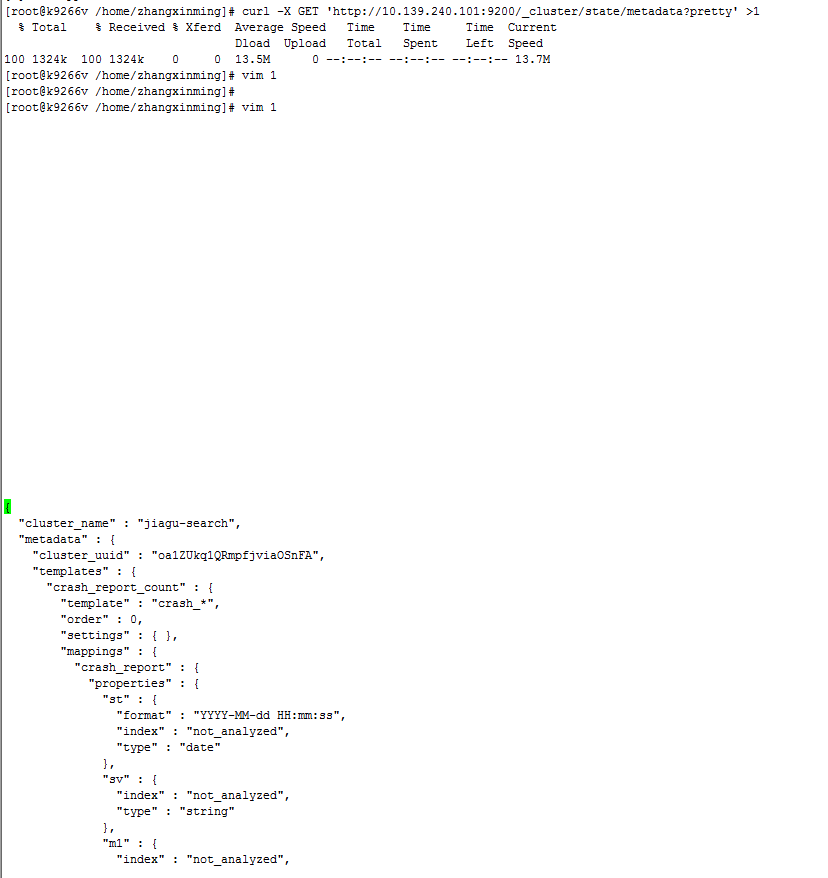 [root@k9266v /home/zhangxinming]# curl -X GET 'http://10.139.240.101:9200/_cluster/state/metadata?pretty' >1
  % Total    % Received % Xferd  Average Speed   Time    Time     Time  Current
                                 Dload  Upload   Total   Spent    Left  Speed
100 1324k  100 1324k    0     0  13.5M      0 --:--:-- --:--:-- --:--:-- 13.7M
[root@k9266v /home/zhangxinming]# vim 1
[root@k9266v /home/zhangxinming]#
[root@k9266v /home/zhangxinming]# vim 1
{
  "cluster_name" : "jiagu-search",
  "metadata" : {
    "cluster_uuid" : "oa1ZUkq1QRmpfjviaOSnFA",
    "templates" : {
      "crash_report_count" : {
        "template" : "crash_*",
        "order" : 0,
        "settings" : { },
        "mappings" : {
          "crash_report" : {
            "properties" : {
              "st" : {
                "format" : "YYYY-MM-dd HH:mm:ss",
                "index" : "not_analyzed",
                "type" : "date"
              },
              "sv" : {
                "index" : "not_analyzed",
                "type" : "string"
              },
              "m1" : {
                "index" : "not_analyzed",